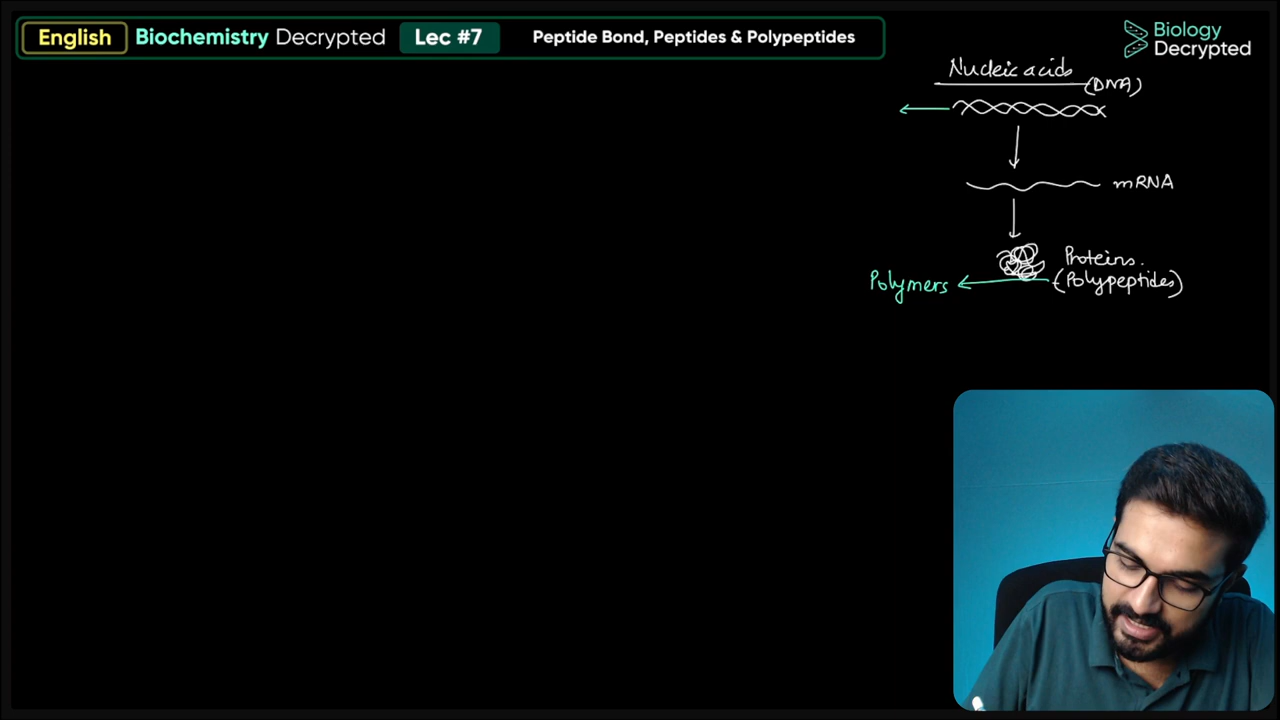 English Biochemistry Decrypted Lec #7 Peptide Bond, Peptides & Polypeptides
Biology
Decrypted
Nucleic acids
(DNA)
mRNA
Proteins.
(Polypeptides)
Polymers